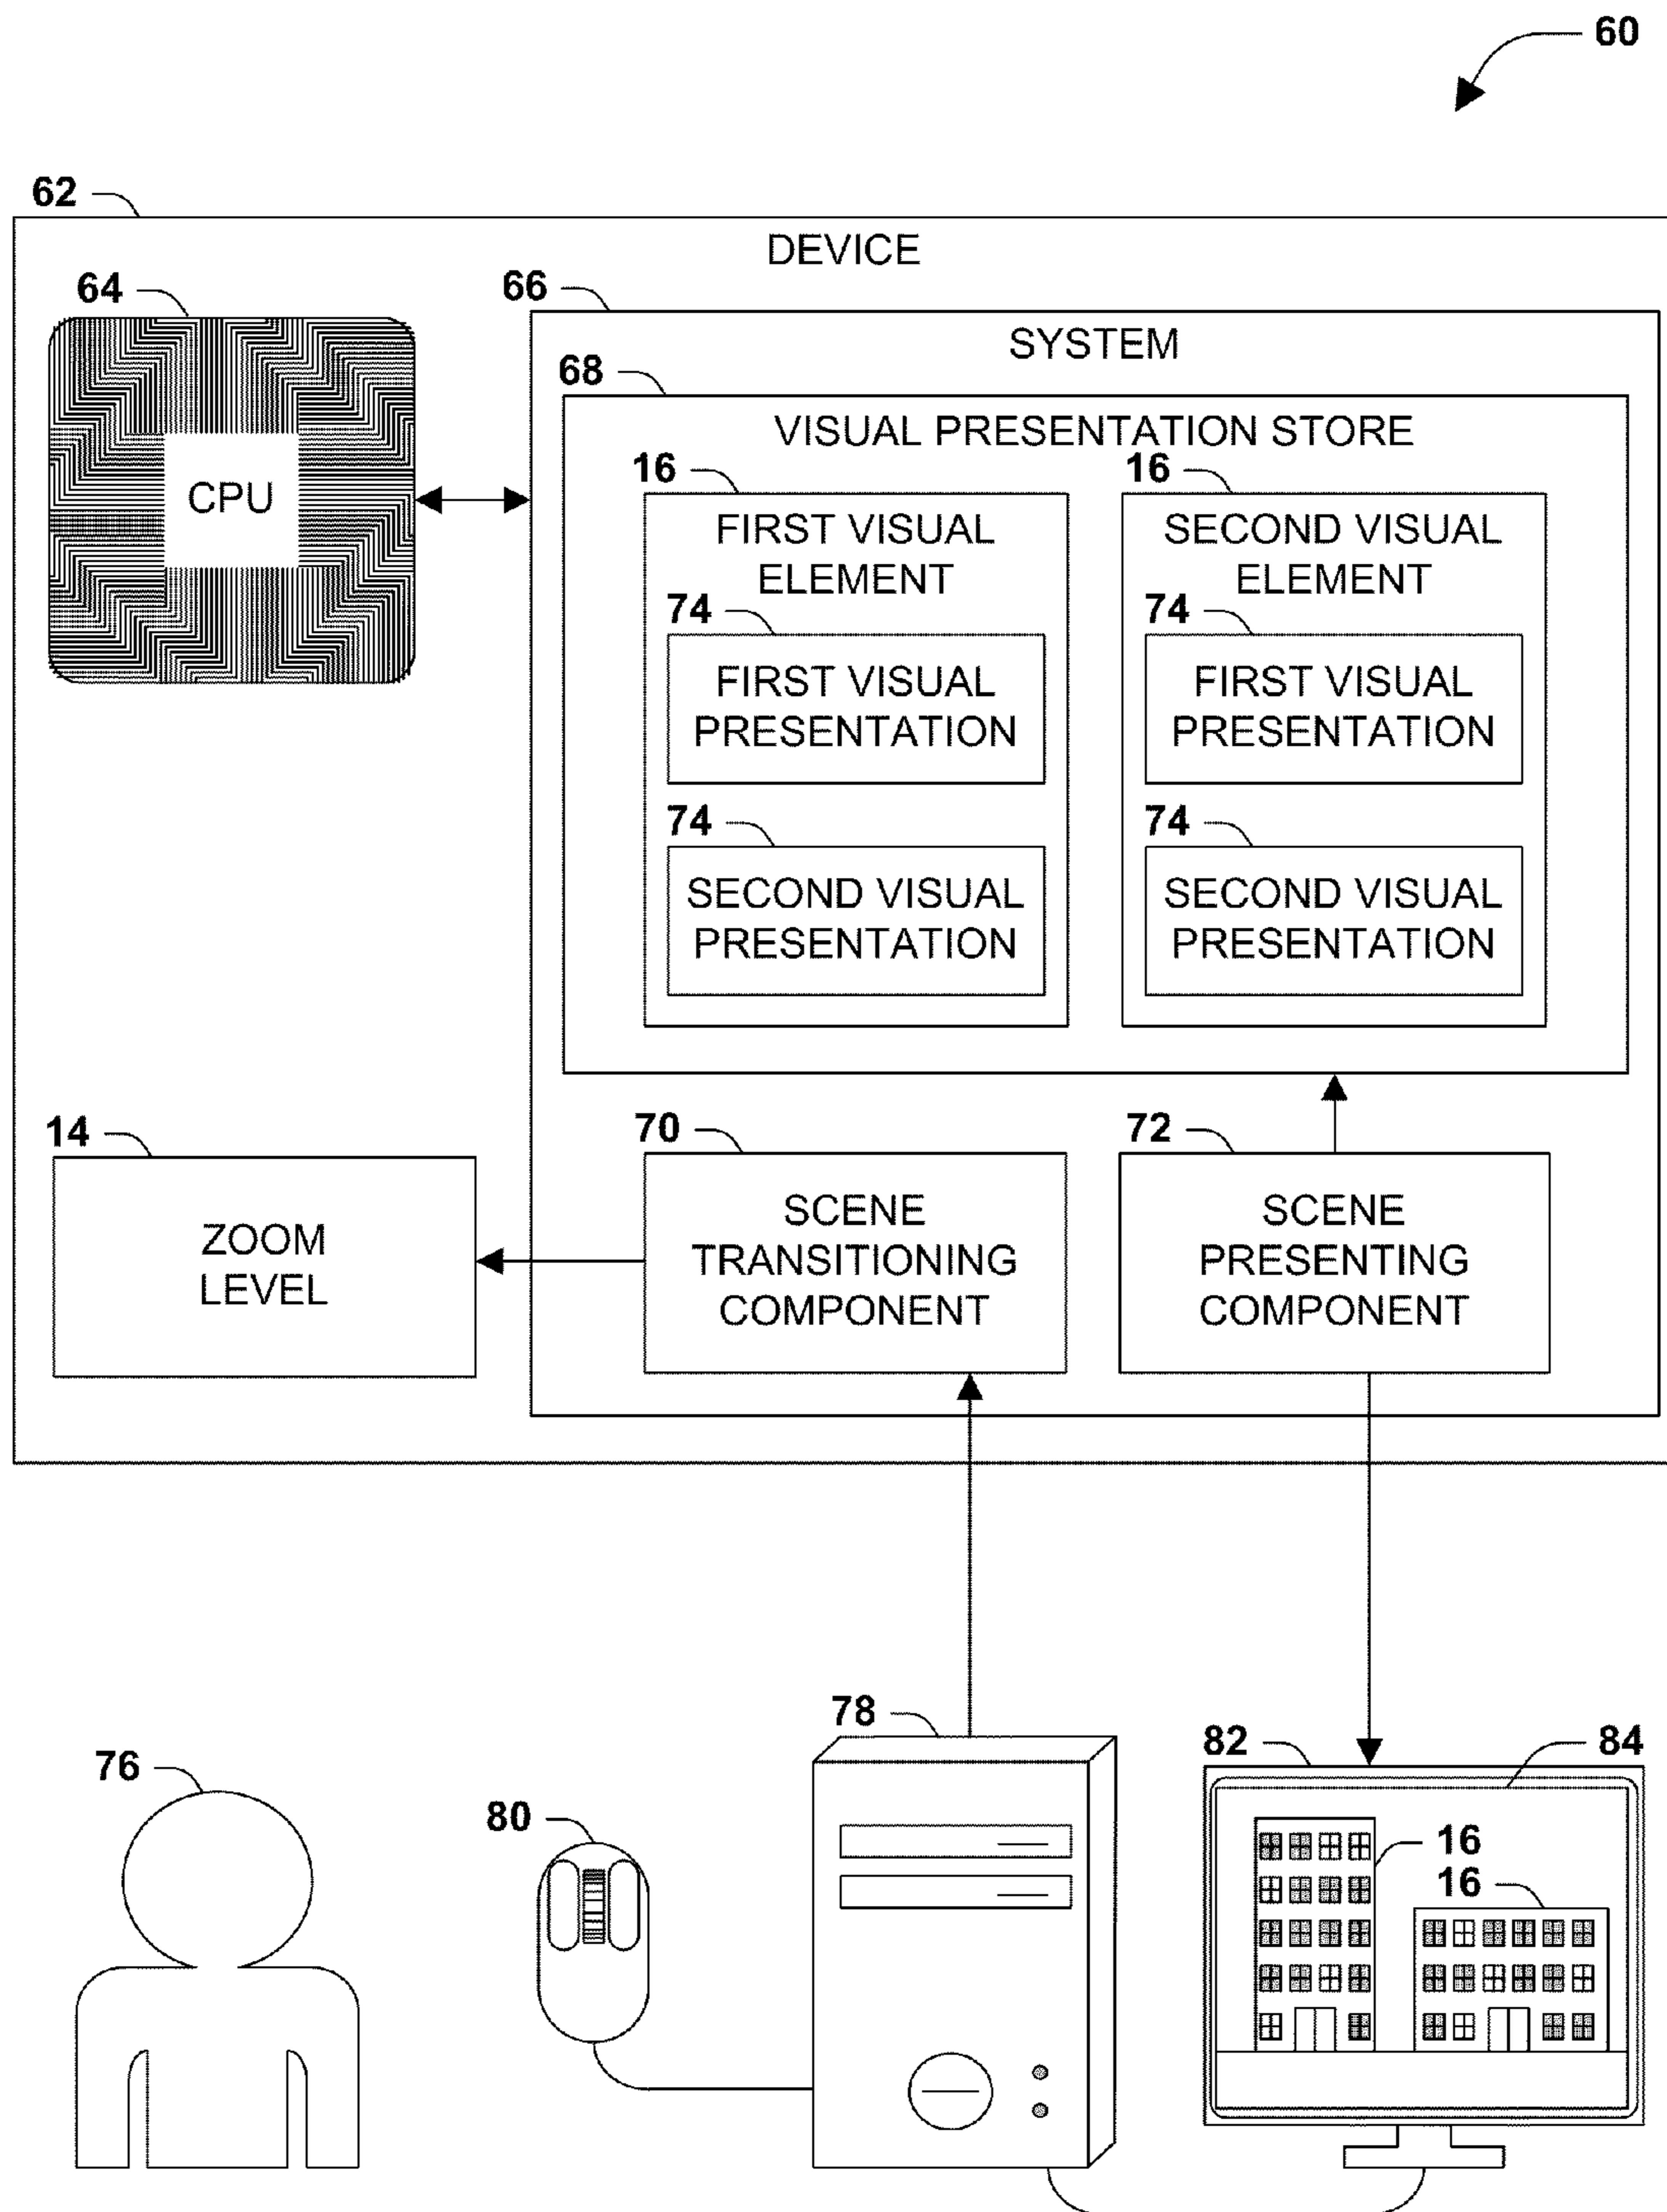 60
62
DEVICE
64
CPU
66
SYSTEM
68
VISUAL PRESENTATION STORE
16
FIRST VISUAL
ELEMENT
74
FIRST VISUAL
PRESENTATION
74
SECOND VISUAL
PRESENTATION
16
SECOND VISUAL
ELEMENT
74
FIRST VISUAL
PRESENTATION
74
SECOND VISUAL
PRESENTATION
14
ZOOM
LEVEL
70
SCENE
TRANSITIONING
COMPONENT
72
SCENE
PRESENTING
COMPONENT
76
80
78
82
84
16
16